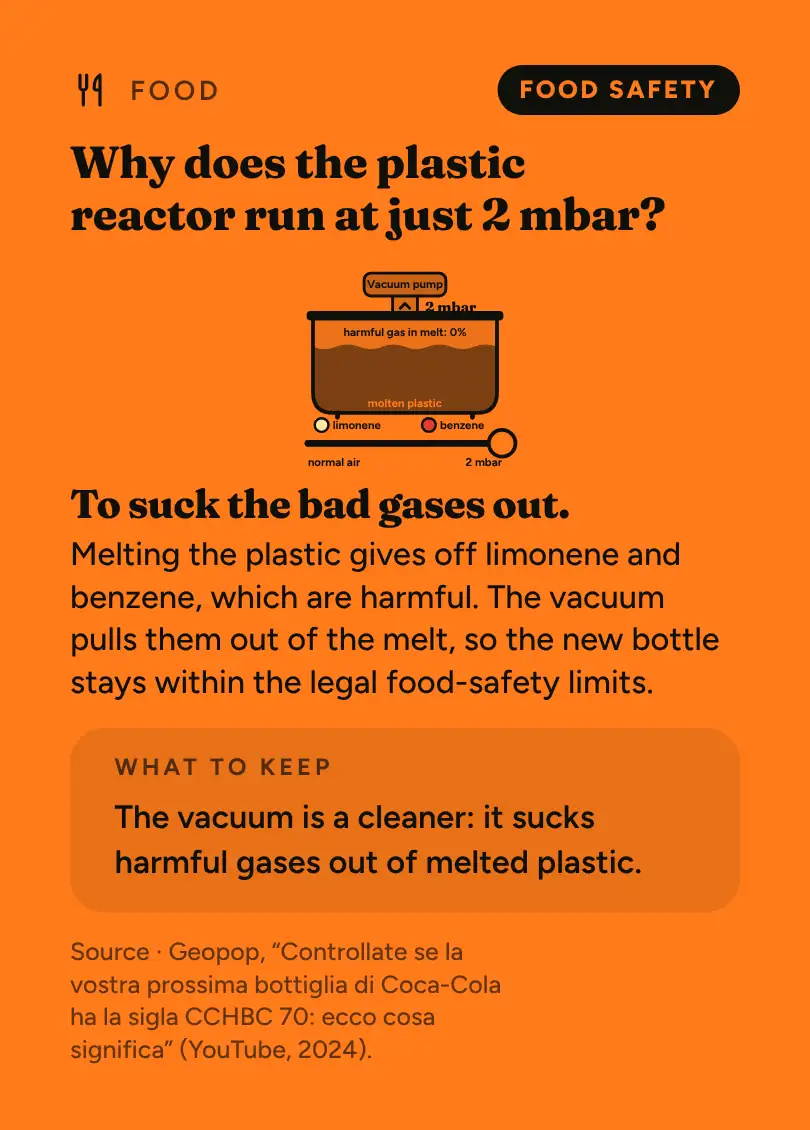 FOOD
FOOD SAFETY
Why does the plastic
reactor run at just 2 mbar?
Vacuum pump
2 mbar
harmful gas in melt: 0%
molten plastic
limonene
benzene
normal air
2 mbar
To suck the bad gases out.
Melting the plastic gives off limonene and
benzene, which are harmful. The vacuum
pulls them out of the melt, so the new bottle
stays within the legal food-safety limits.
WHAT TO KEEP
The vacuum is a cleaner: it sucks
harmful gases out of melted plastic.
Source · Geopop, “Controllate se la
vostra prossima bottiglia di Coca-Cola
ha la sigla CCHBC 70: ecco cosa
significa” (YouTube, 2024).